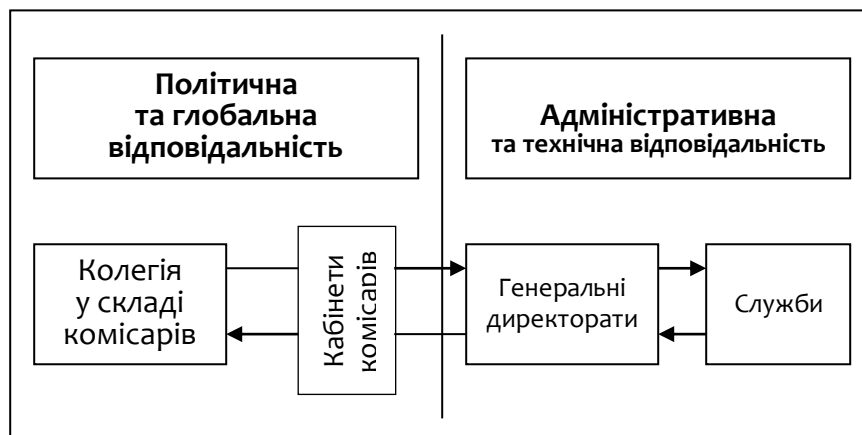 Політична
та глобальна
відповідальність
Адміністративна
та технічна відповідальність
Колегія
у складі
комісарів
Кабінети
комісарів
Генеральні
директорати
Служби